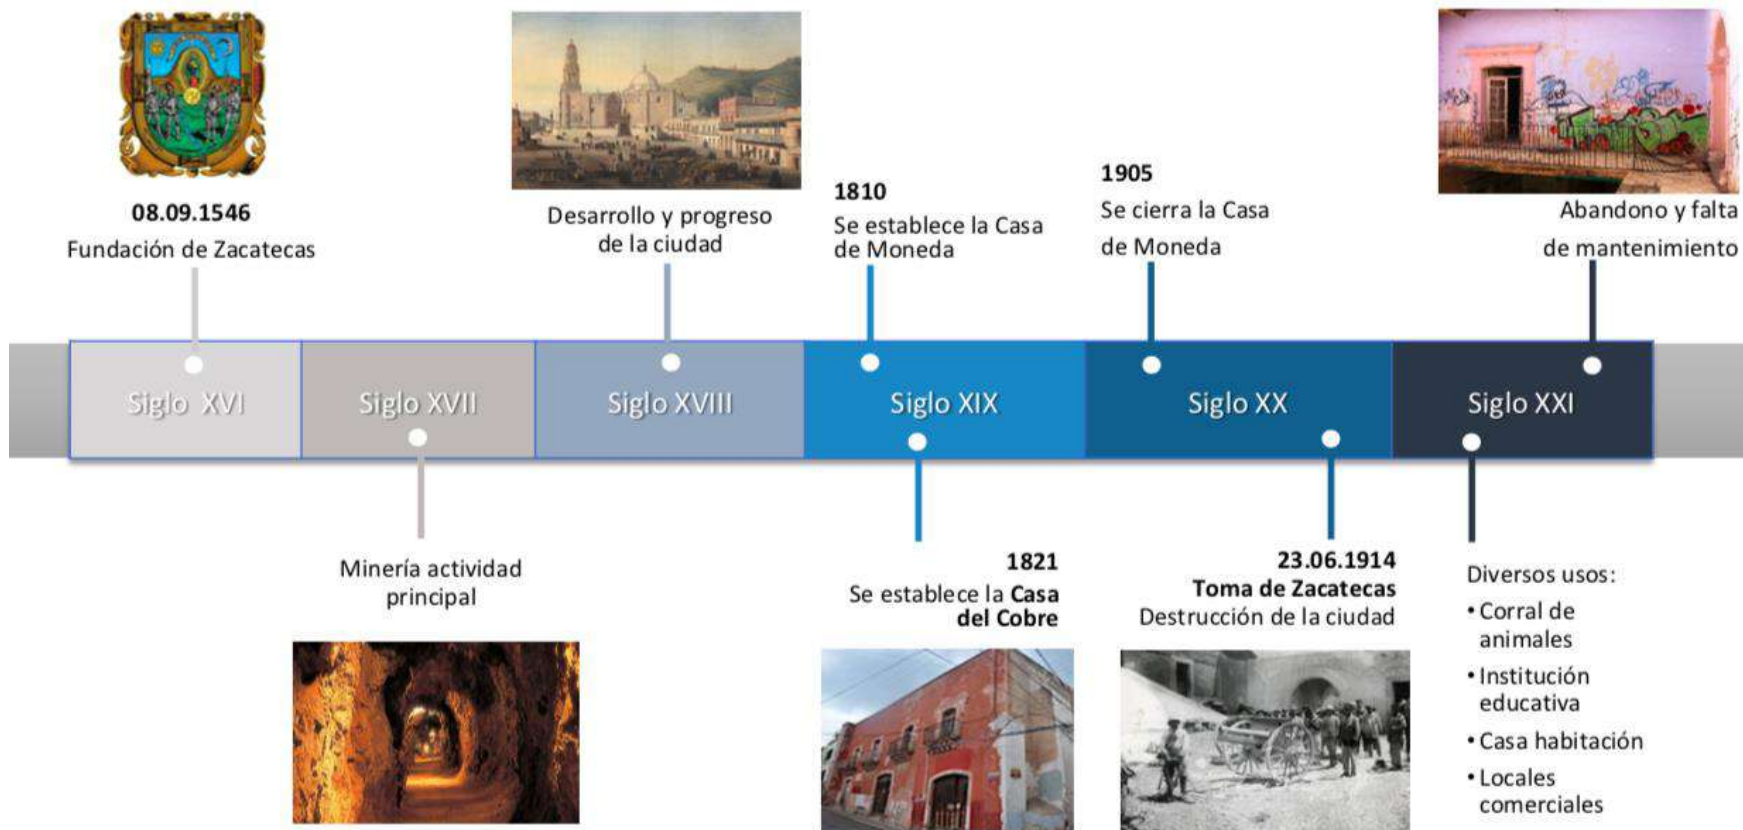 08.09.1546
Fundación de Zacatecas
Desarrollo y progreso
de la ciudad
1810
Se establece la Casa
de Moneda
1905
Se cierra la Casa
de Moneda
Abandono y falta
de mantenimiento
Siglo XVI
Siglo XVII
Siglo XVIII
Siglo XIX
Siglo XX
Siglo XXI
Minería actividad
principal
1821
Se establece la Casa
del Cobre
23.06.1914
Toma de Zacatecas
Destrucción de la ciudad
Diversos usos:
• Corral de
animales
• Institución
educativa
• Casa habitación
• Locales
comerciales